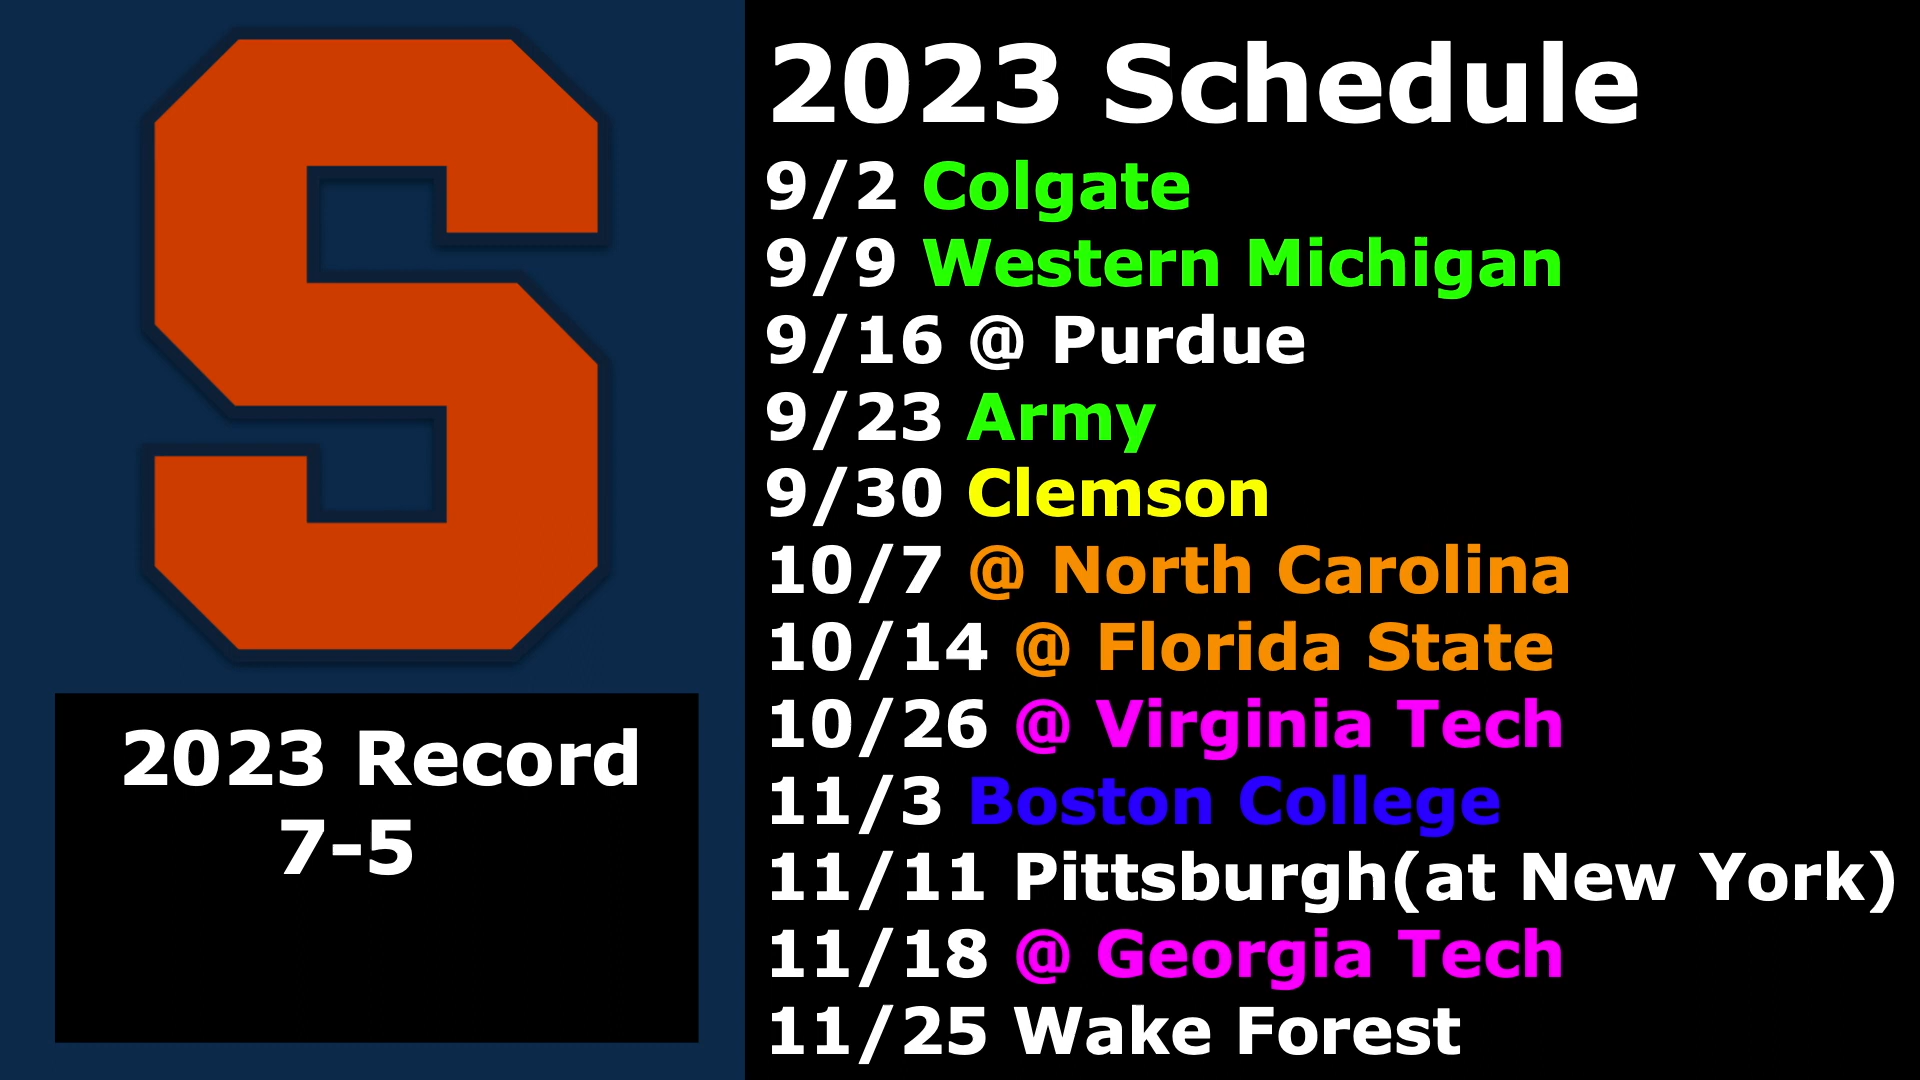 S
2023 Record
7-5
2023 Schedule
9/2 Colgate
9/9 Western Michigan
9/16 @ Purdue
9/23 Army
9/30 Clemson
10/7 @ North Carolina
10/14 @ Florida State
10/26 @ Virginia Tech
11/3 Boston College
11/11 Pittsburgh(at New York)
11/18 @ Georgia Tech
11/25 Wake Forest